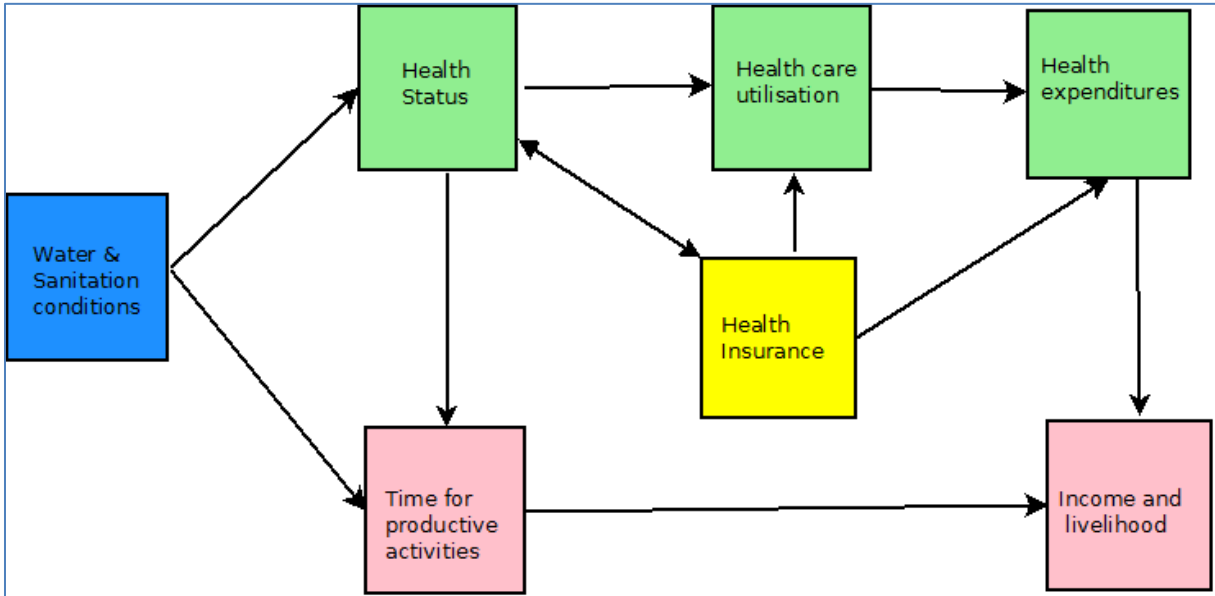 Health
Status
Health care
utilisation
Health
expenditures
Water &
Sanitation
conditions
Health
Insurance
Time for
productive
activities
Income and
livelihood